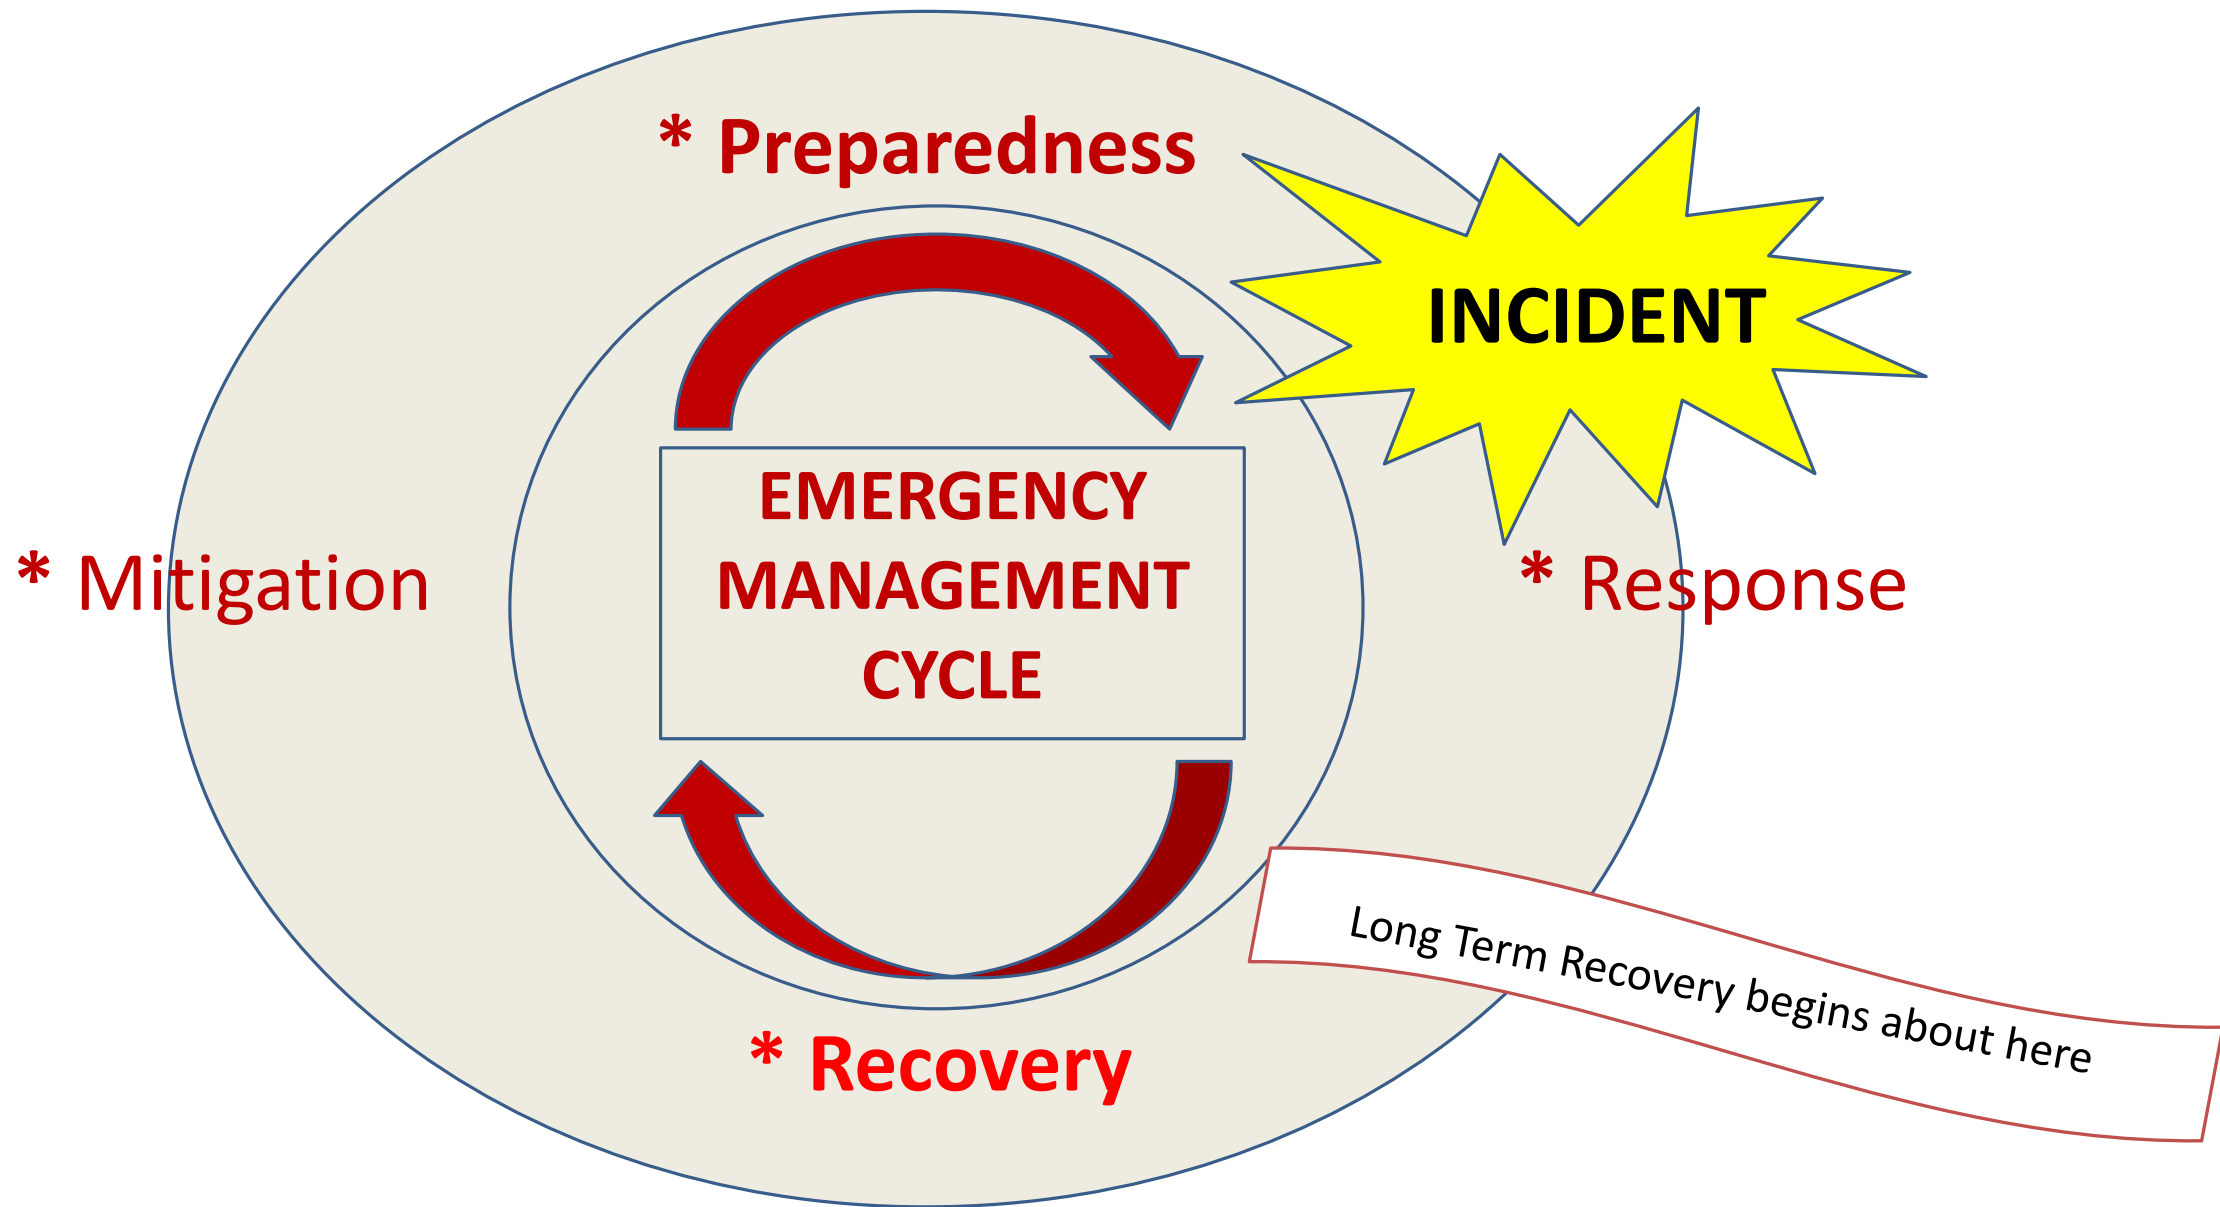 * Preparedness
INCIDENT
EMERGENCY
MANAGEMENT
CYCLE
* Mitigation
* Response
Long Term Recovery begins about here
* Recovery